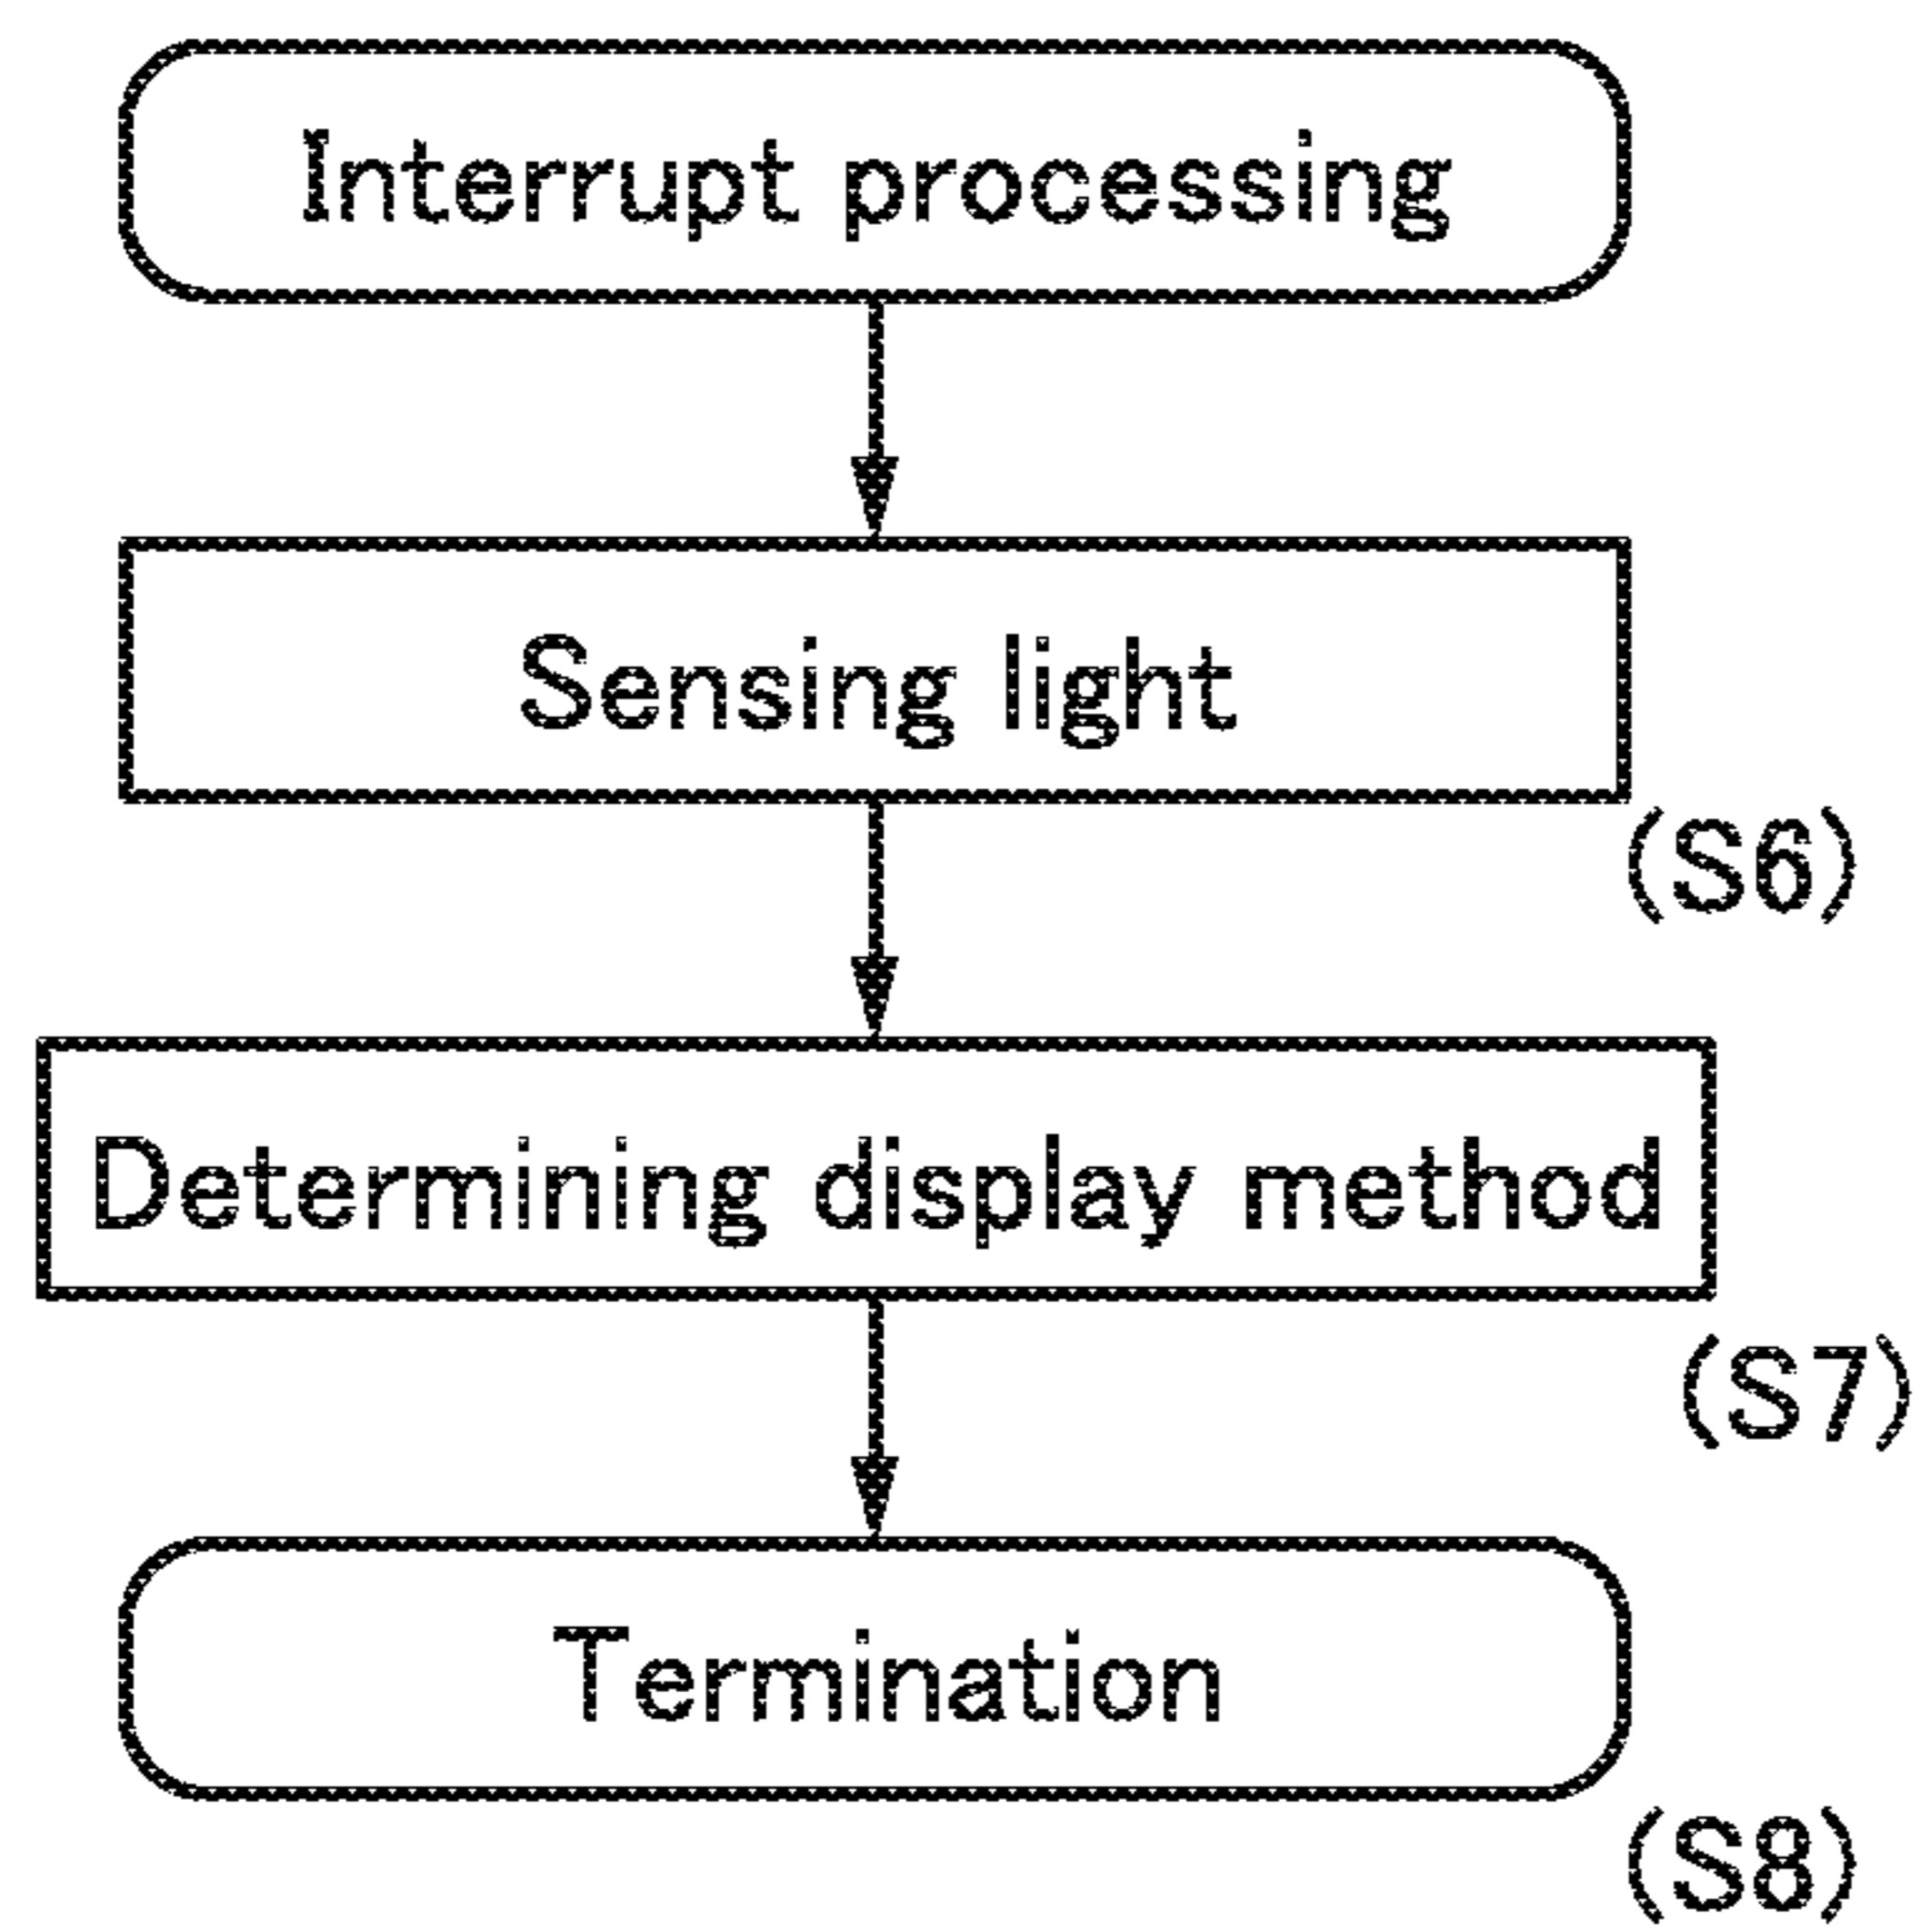 Interrupt processing
Sensing light
(S6)
Determining display method
(S7)
Termination
(S8)